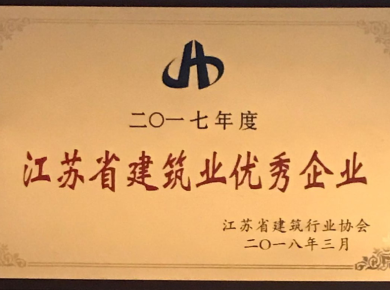 二〇一七年度
江苏省建筑业优秀企业
江苏省建筑行业协会
二〇一八年三月